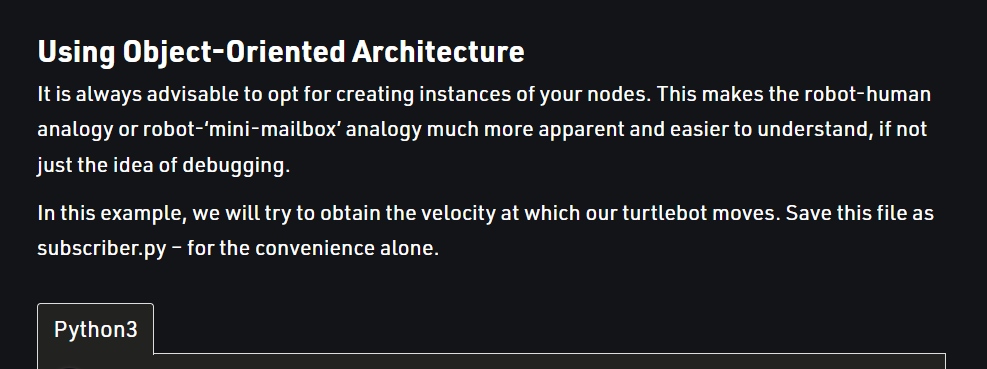 Using Object-Oriented Architecture
It is always advisable to opt for creating instances of your nodes. This makes the robot-human
analogy or robot-‘mini-mailbox’ analogy much more apparent and easier to understand, if not
just the idea of debugging.
In this example, we will try to obtain the velocity at which our turtlebot moves. Save this file as
subscriber.py – for the convenience alone.
Python3